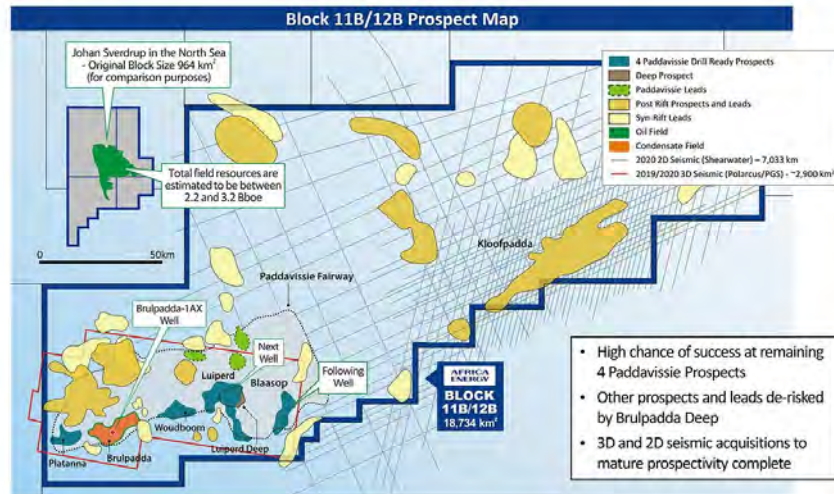 Block 11B/12B Prospect Map
Johan Sverdrup in the North Sea
- Original Block Size 964 km²
(for comparison purposes)
Total field resources are
estimated to be between
2.2 and 3.2 Bboe
0
50km
4 Paddavissie Drill Ready Prospects
Deep Prospect
Paddavissie Leads
Post Rift Prospects and Leads
Syn-Rift Leads
Oil Field
Condensate Field
2020 2D Seismic (Shearwater) = 7,033 km
2019/2020 3D Seismic (Polarcus/PGS) - ~2,900 km²
Kloofpadda
Paddavissie Fairway
Brulpadda-1AX
Well
Next
Well
Luiperd
Blaasop
Following
Well
Woudboom
Luiperd Deep
Platanna
Brulpadda
AFRICA
ENERGY
BLOCK
11B/12B
18,734 km²
• High chance of success at remaining
4 Paddavissie Prospects
• Other prospects and leads de-risked
by Brulpadda Deep
• 3D and 2D seismic acquisitions to
mature prospectivity complete